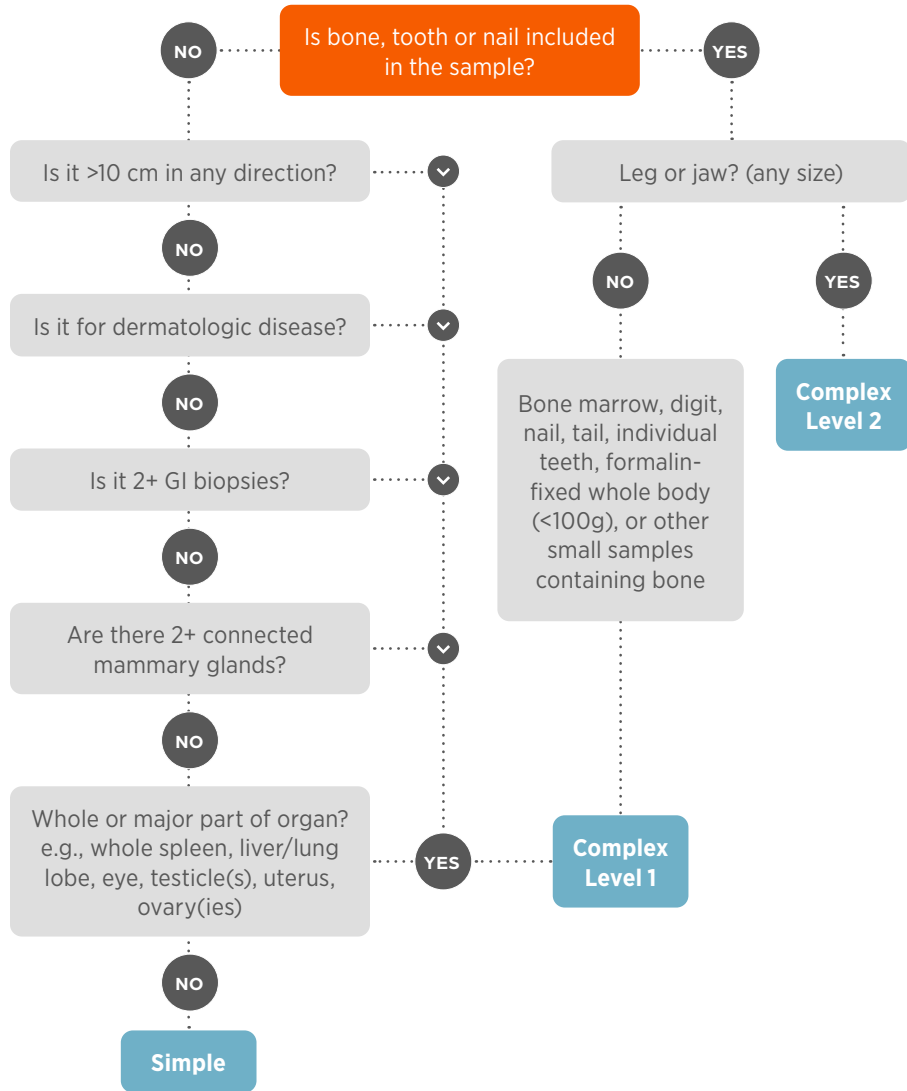 NO
Is bone, tooth or nail included
in the sample?
YES
Is it >10 cm in any direction?
Leg or jaw? (any size)
NO
NO
YES
Is it for dermatologic disease?
NO
Bone marrow, digit,
nail, tail, individual
teeth, formalin-
fixed whole body
(<100g), or other
small samples
containing bone
Complex
Level 2
Is it 2+ GI biopsies?
NO
Are there 2+ connected
mammary glands?
NO
Whole or major part of organ?
e.g., whole spleen, liver/lung
lobe, eye, testicle(s), uterus,
ovary(ies)
YES
Complex
Level 1
NO
Simple